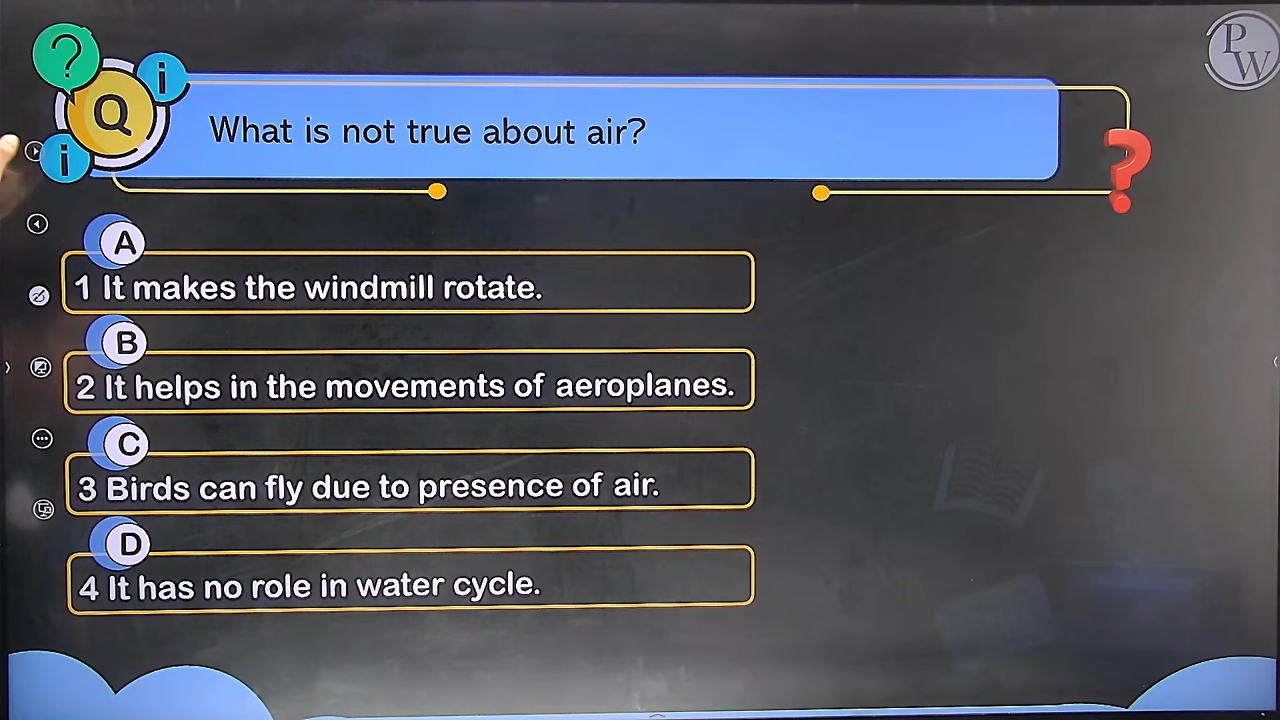 ?
i
Q
i
What is not true about air?
?
PW
A
1 It makes the windmill rotate.
B
2 It helps in the movements of aeroplanes.
C
3 Birds can fly due to presence of air.
D
4 It has no role in water cycle.